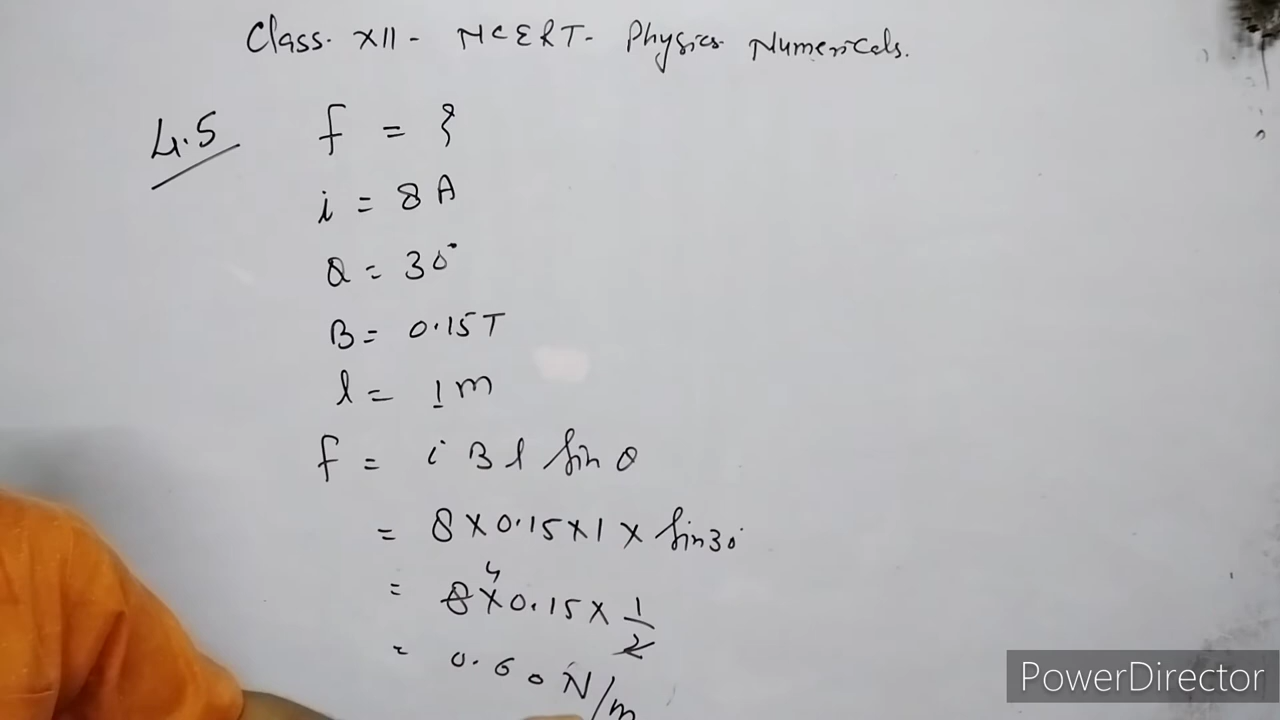 Class. XII - NCERT- Physics Numericals.
4.5
f = ?
i = 8 A
θ = 30°
B = 0.15 T
l = 1 m
f = i B l Sin θ
= 8 × 0.15 × 1 × Sin 30°
4
= 8 × 0.15 × 1/2
= 0.60 N/m
PowerDirector